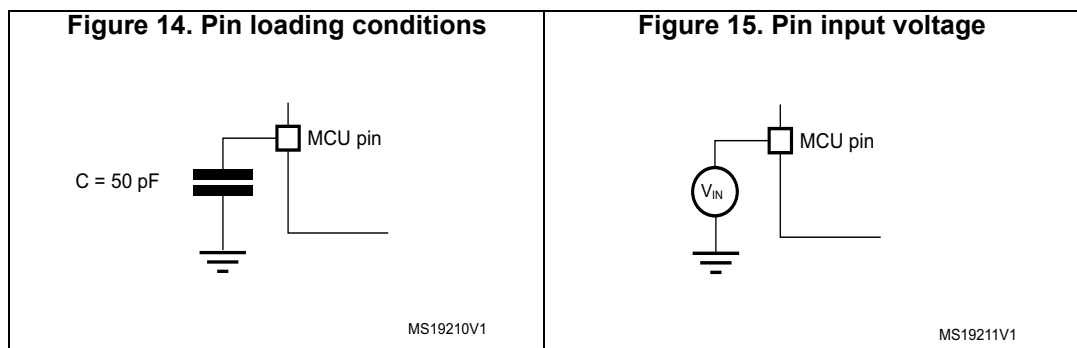 Figure 14. Pin loading conditions
MCU pin
C = 50 pF
MS19210V1
Figure 15. Pin input voltage
MCU pin
VIN
MS19211V1